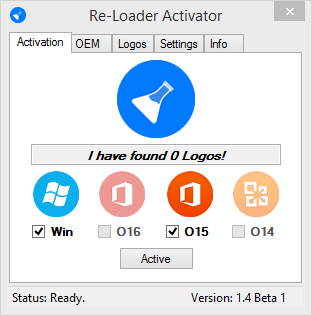 Re-Loader Activator
Activation OEM Logos Settings Info
I have found 0 Logos!
Win O16 O15 O14
Active
Status: Ready. Version: 1.4 Beta 1